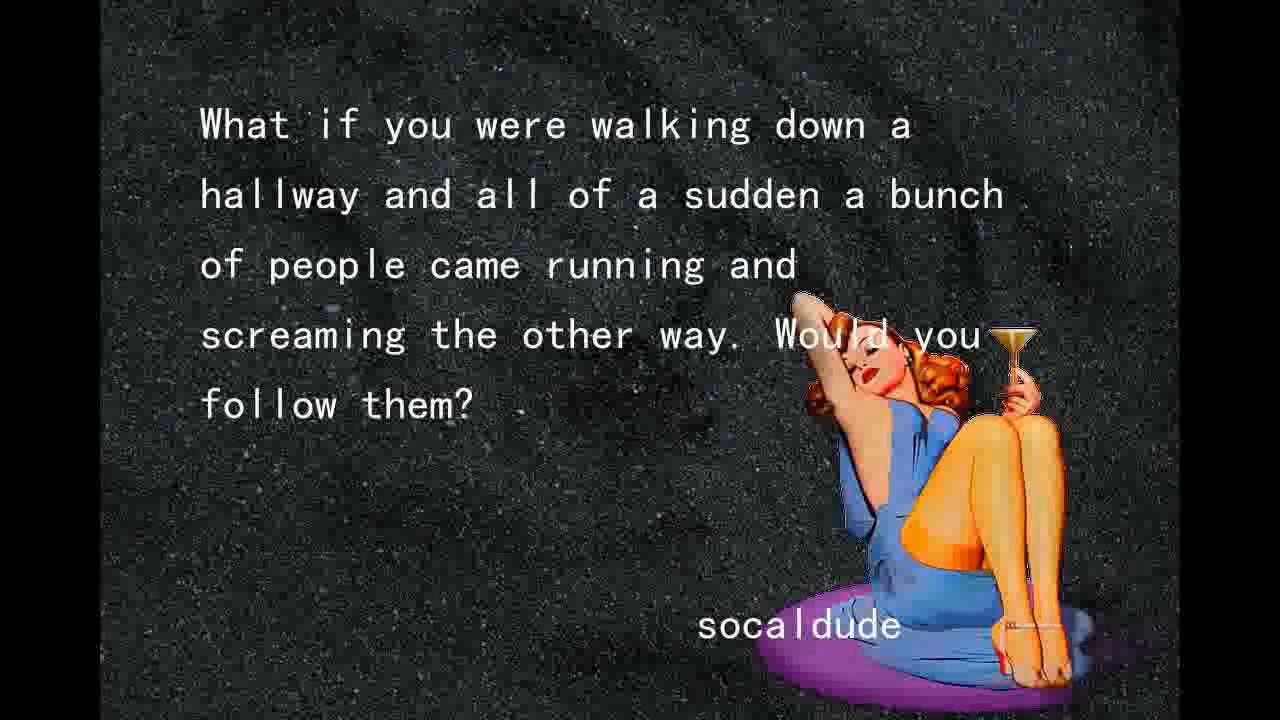 What if you were walking down a
hallway and all of a sudden a bunch
of people came running and
screaming the other way. Would you
follow them?
socaldude